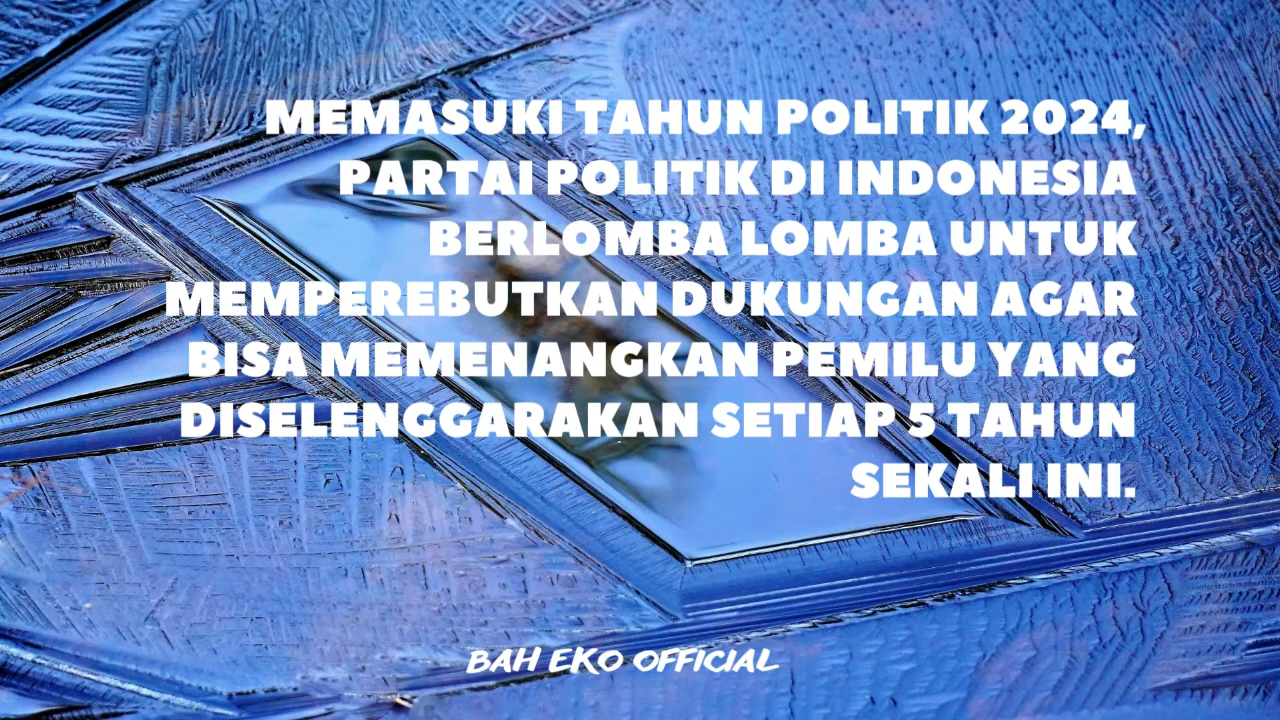 MEMASUKI TAHUN POLITIK 2024,
PARTAI POLITIK DI INDONESIA
BERLOMBA LOMBA UNTUK
MEMPEREBUTKAN DUKUNGAN AGAR
BISA MEMENANGKAN PEMILU YANG
DISELENGGARAKAN SETIAP 5 TAHUN
SEKALI INI.
BAH EKO OFFICIAL